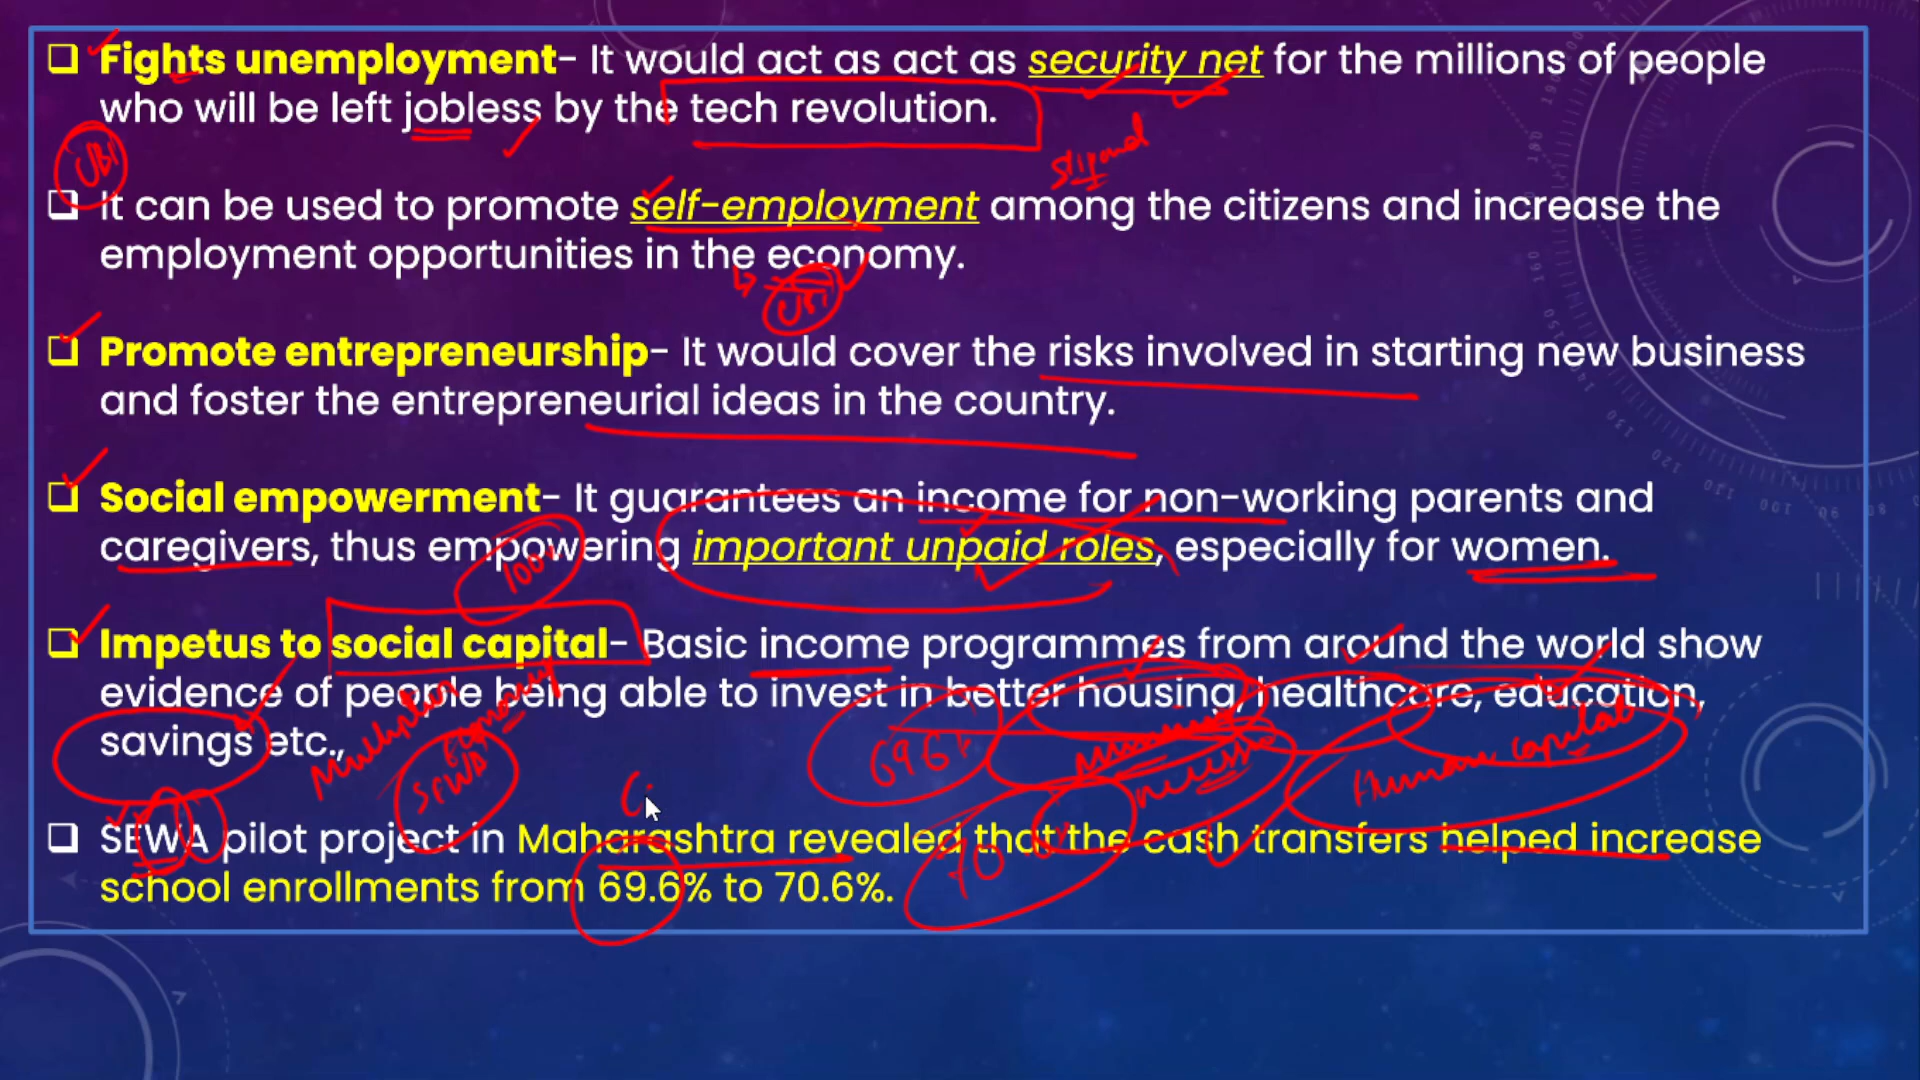 Fights unemployment- It would act as act as security net for the millions of people
who will be left jobless by the tech revolution.
Stipend
UBI
It can be used to promote self-employment among the citizens and increase the
employment opportunities in the economy.
UBI
Promote entrepreneurship- It would cover the risks involved in starting new business
and foster the entrepreneurial ideas in the country.
Social empowerment- It guarantees an income for non-working parents and
caregivers, thus empowering important unpaid roles, especially for women.
100%
Impetus to social capital- Basic income programmes from around the world show
evidence of people being able to invest in better housing, healthcare, education,
savings etc.,
SEWA
Human capital
SEWA pilot project in Maharashtra revealed that the cash transfers helped increase
70
school enrollments from 69.6% to 70.6%.